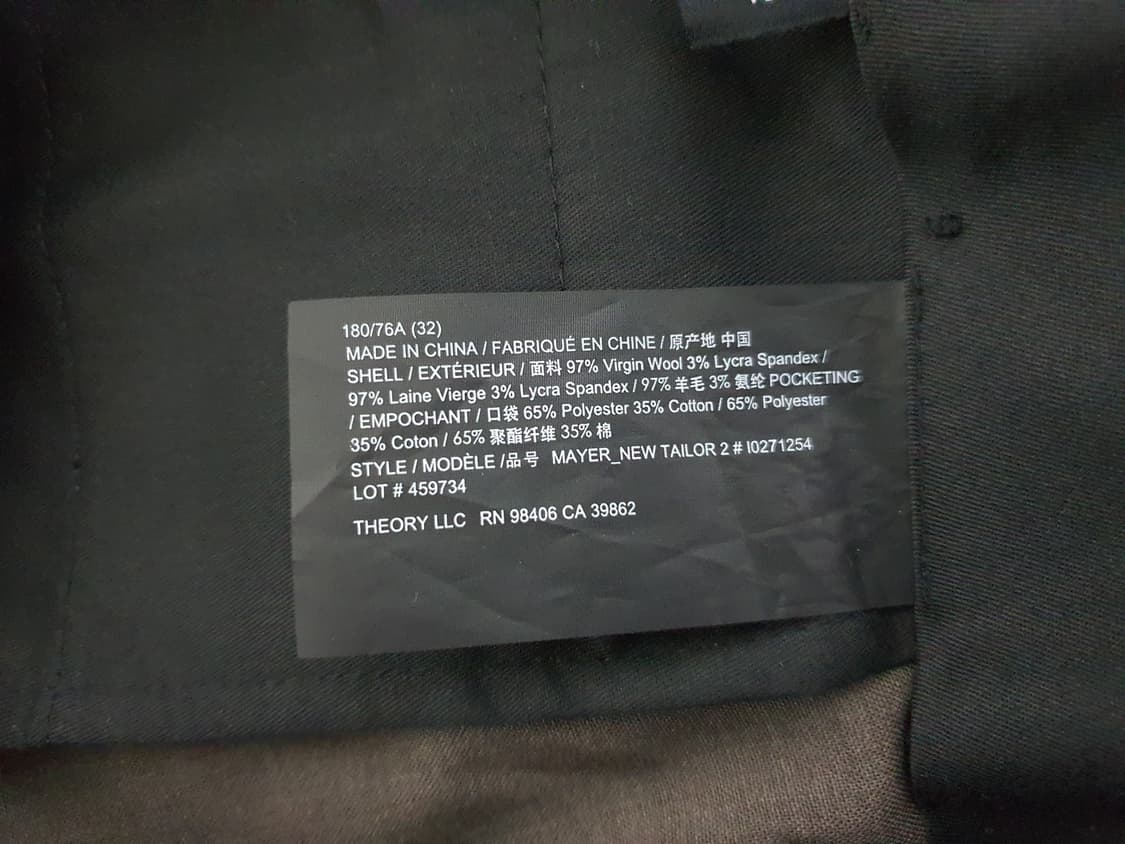 180/76A (32)
MADE IN CHINA / FABRIQUÉ EN CHINE / 原产地 中国
SHELL / EXTÉRIEUR / 面料 97% Virgin Wool 3% Lycra Spandex /
97% Laine Vierge 3% Lycra Spandex / 97% 羊毛 3% 氨纶 POCKETING
/ EMPOCHANT / 口袋 65% Polyester 35% Cotton / 65% Polyester
35% Coton / 65% 聚酯纤维 35% 棉
STYLE / MODÈLE /品号 MAYER_NEW TAILOR 2 # I0271254
LOT # 459734
THEORY LLC RN 98406 CA 39862